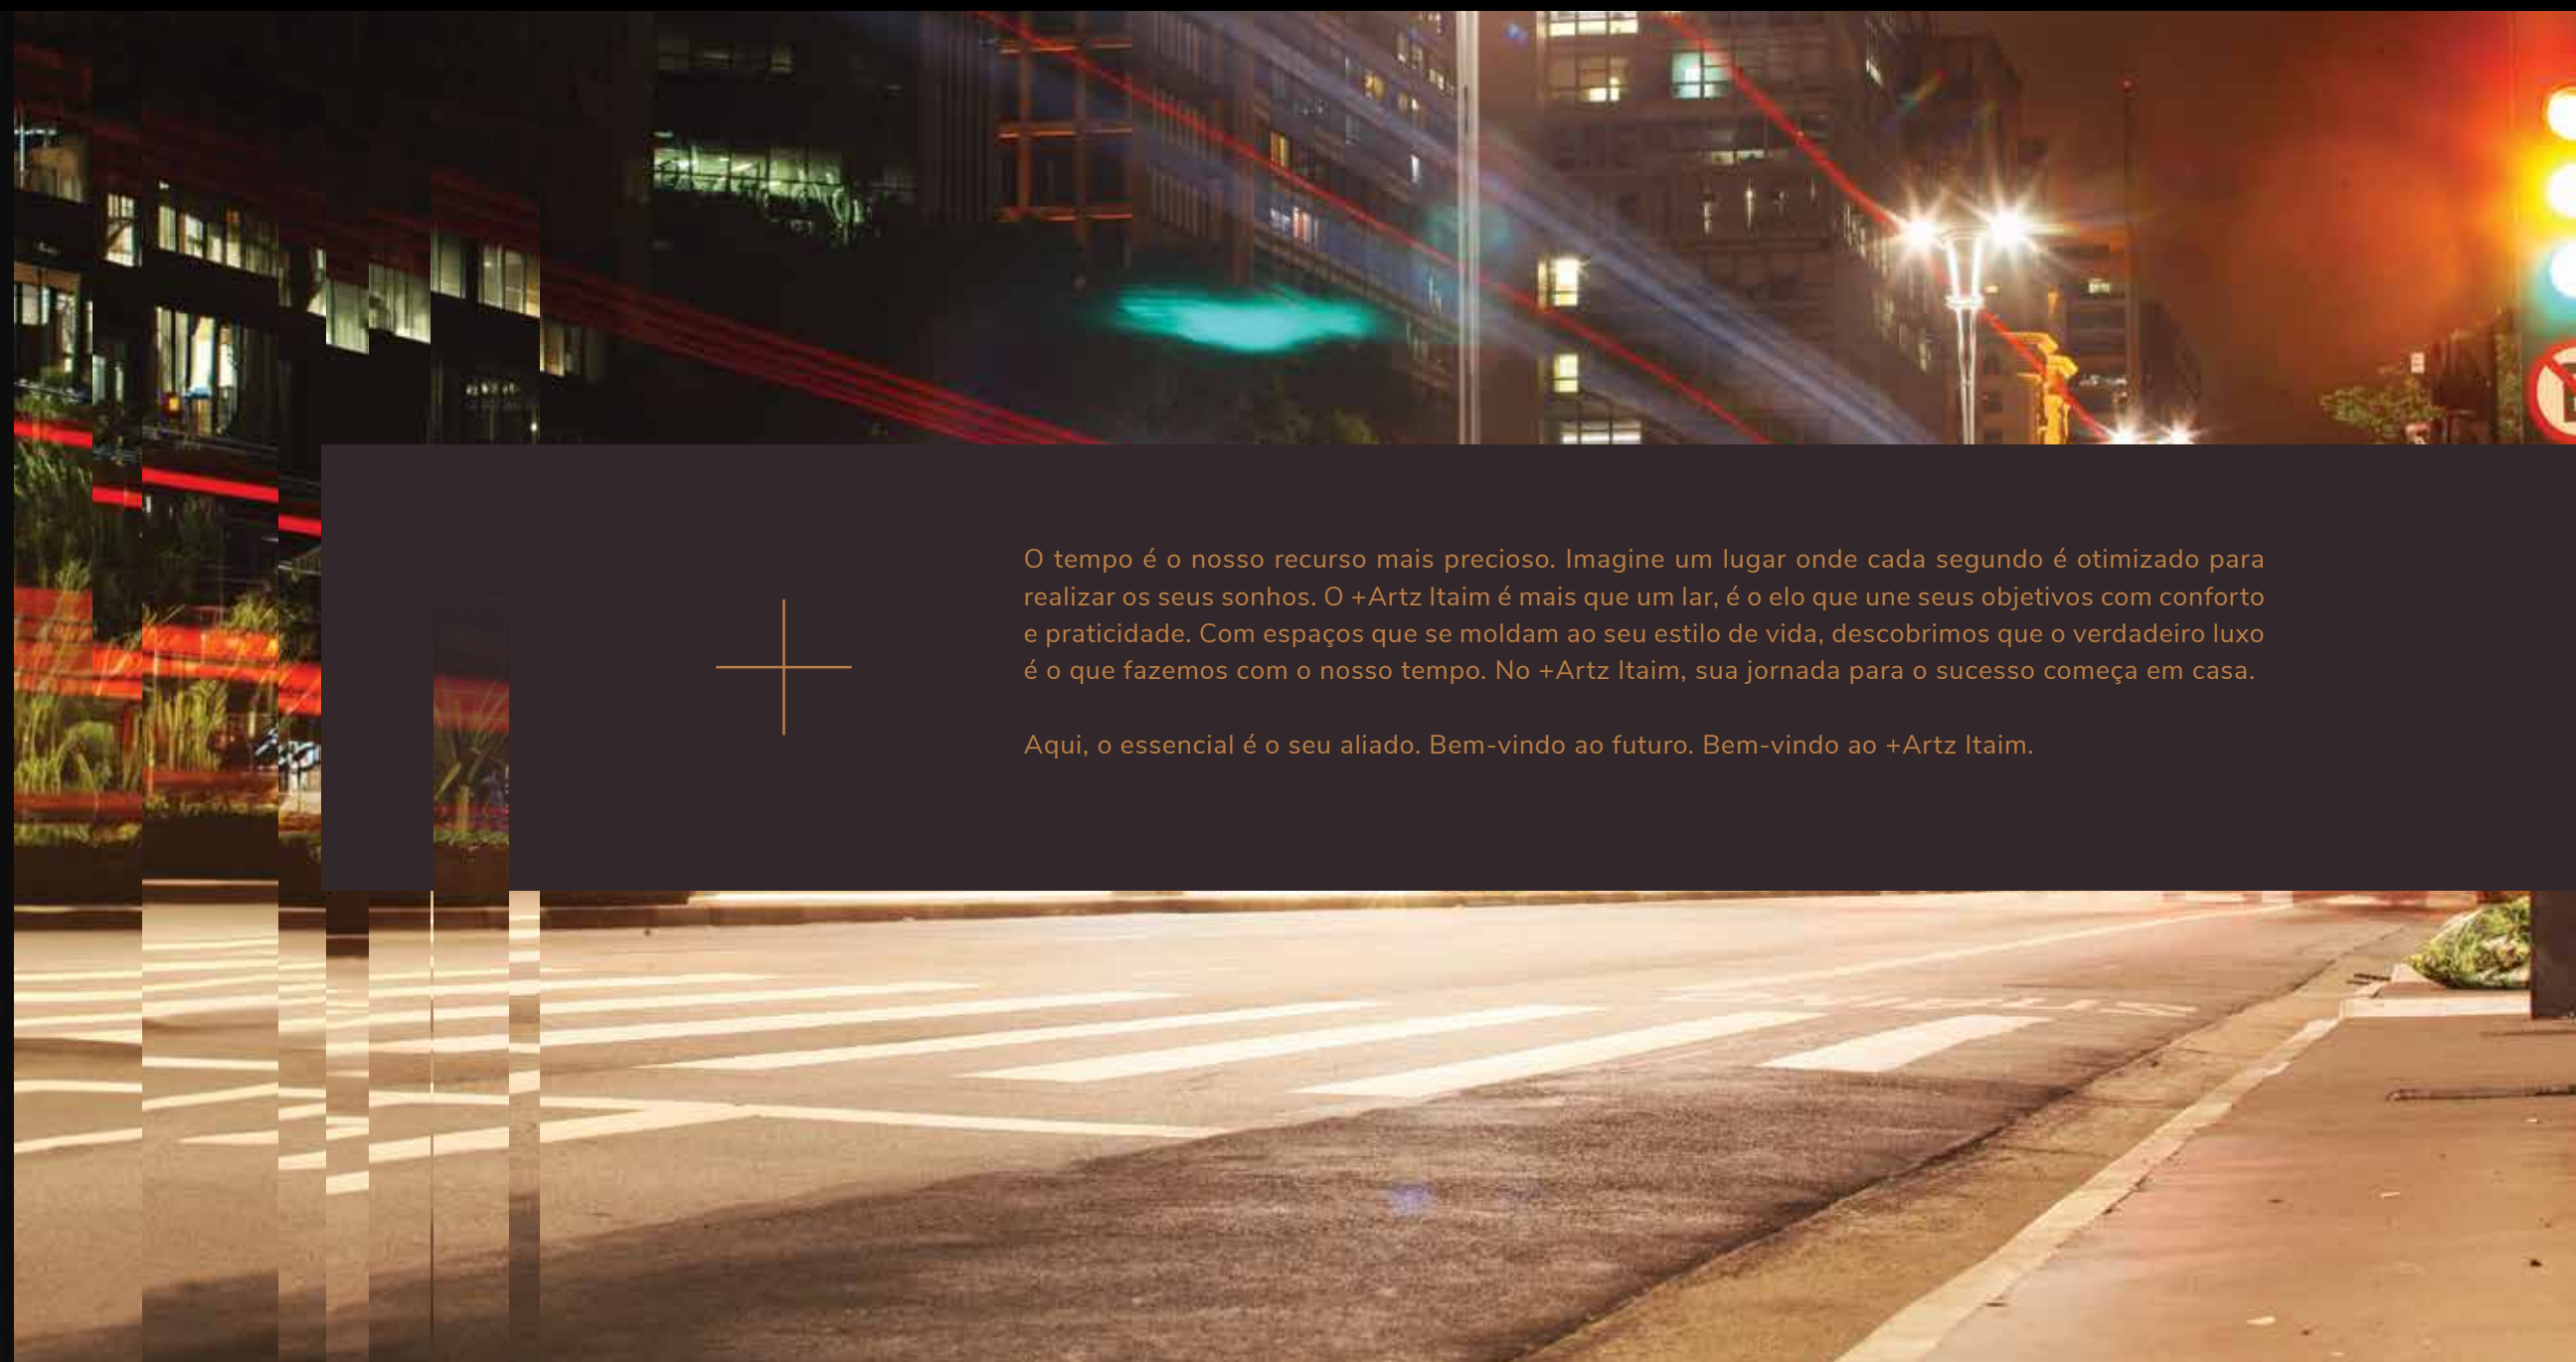 O tempo é o nosso recurso mais precioso. Imagine um lugar onde cada segundo é otimizado para
realizar os seus sonhos. O +Artz Itaim é mais que um lar, é o elo que une seus objetivos com conforto
e praticidade. Com espaços que se moldam ao seu estilo de vida, descobrimos que o verdadeiro luxo
é o que fazemos com o nosso tempo. No +Artz Itaim, sua jornada para o sucesso começa em casa.
Aqui, o essencial é o seu aliado. Bem-vindo ao futuro. Bem-vindo ao +Artz Itaim.